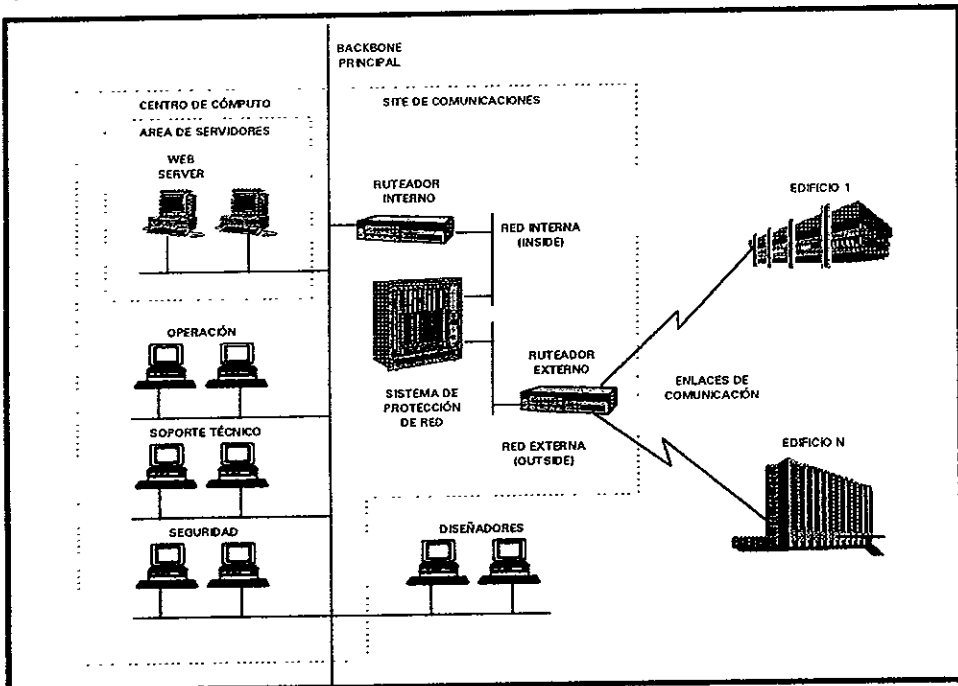 BACKBONE
PRINCIPAL
CENTRO DE CÓMPUTO
SITE DE COMUNICACIONES
AREA DE SERVIDORES
WEB
SERVER
RUTEADOR
INTERNO
EDIFICIO 1
RED INTERNA
(INSIDE)
OPERACIÓN
RUTEADOR
EXTERNO
SISTEMA DE
PROTECCIÓN
DE RED
ENLACES DE
COMUNICACIÓN
SOPORTE TÉCNICO
RED EXTERNA
(OUTSIDE)
EDIFICIO N
SEGURIDAD
DISEÑADORES